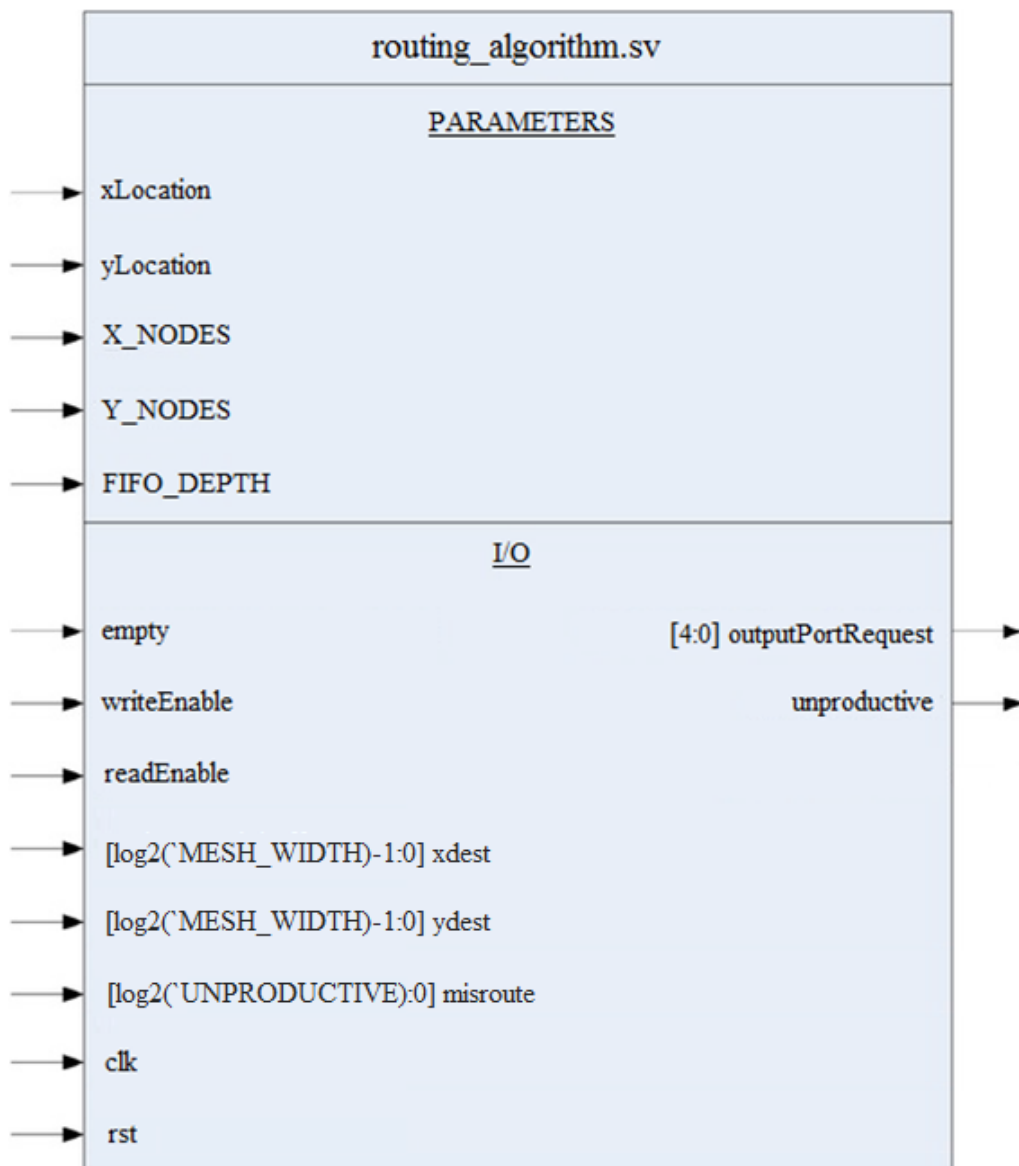 routing_algorithm.sv
PARAMETERS
xLocation
yLocation
X_NODES
Y_NODES
FIFO_DEPTH
I/O
empty
[4:0] outputPortRequest
writeEnable
unproductive
readEnable
[log2(`MESH_WIDTH)-1:0] xdest
[log2(`MESH_WIDTH)-1:0] ydest
[log2(`UNPRODUCTIVE):0] misroute
clk
rst